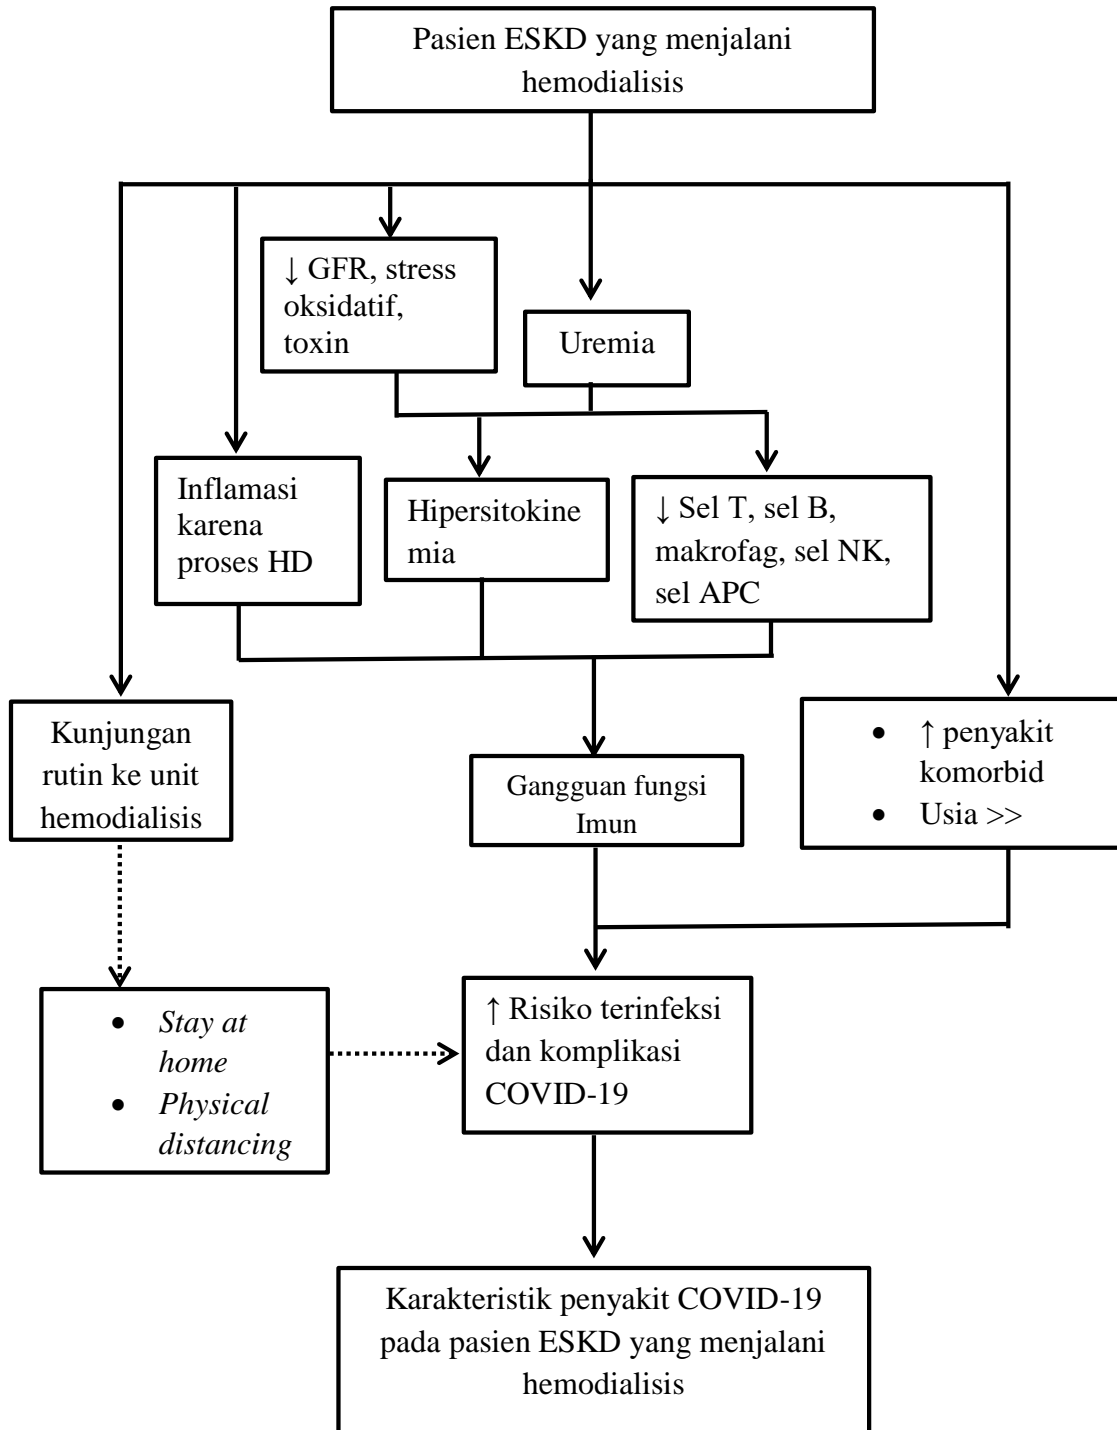 Pasien ESKD yang menjalani
hemodialisis
↓ GFR, stress
oksidatif,
toxin
Uremia
Inflamasi
karena
proses HD
Hipersitokine
mia
↓ Sel T, sel B,
makrofag, sel NK,
sel APC
Kunjungan
rutin ke unit
hemodialisis
Gangguan fungsi
Imun
• ↑ penyakit
komorbid
• Usia >>
• Stay at
home
• Physical
distancing
↑ Risiko terinfeksi
dan komplikasi
COVID-19
Karakteristik penyakit COVID-19
pada pasien ESKD yang menjalani
hemodialisis